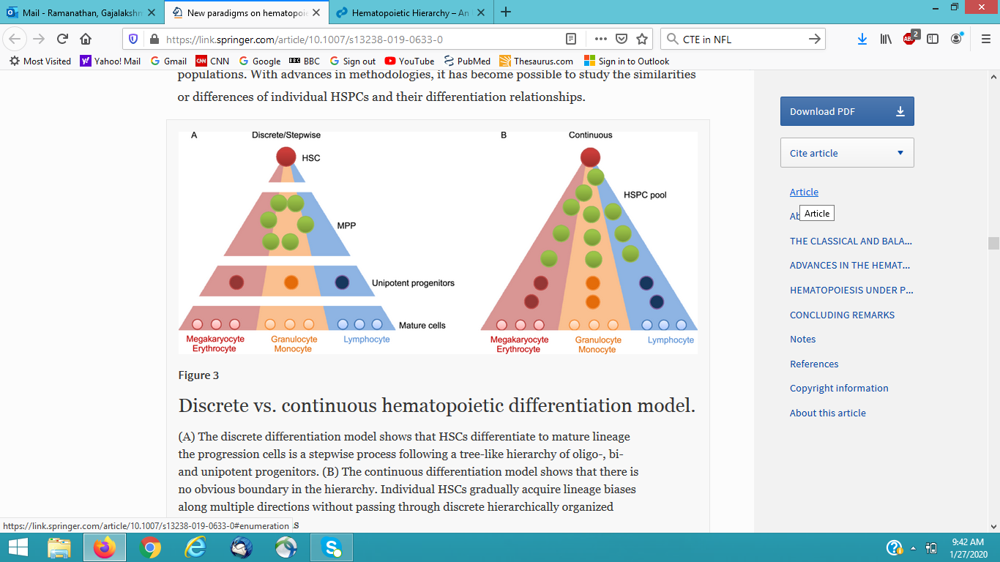 Mail - Ramanathan, Gajalakshm
New paradigms on hematopoie
Hematopoietic Hierarchy – An
https://link.springer.com/article/10.1007/s13238-019-0633-0
CTE in NFL
2
Most Visited
Yahoo! Mail
Gmail
CNN
Google
BBC
Sign out
YouTube
PubMed
Thesaurus.com
Sign in to Outlook
populations. With advances in methodologies, it has become possible to study the similarities
or differences of individual HSPCs and their differentiation relationships.
A
Discrete/Stepwise
HSC
MPP
Unipotent progenitors
Mature cells
Megakaryocyte
Erythrocyte
Granulocyte
Monocyte
Lymphocyte
B
Continuous
HSPC pool
Megakaryocyte
Erythrocyte
Granulocyte
Monocyte
Lymphocyte
Figure 3
Discrete vs. continuous hematopoietic differentiation model.
(A) The discrete differentiation model shows that HSCs differentiate to mature lineage
the progression cells is a stepwise process following a tree-like hierarchy of oligo-, bi-
and unipotent progenitors. (B) The continuous differentiation model shows that there is
no obvious boundary in the hierarchy. Individual HSCs gradually acquire lineage biases
along multiple directions without passing through discrete hierarchically organized
Download PDF
Cite article
Article
Article
THE CLASSICAL AND BALA...
ADVANCES IN THE HEMAT...
HEMATOPOIESIS UNDER P...
CONCLUDING REMARKS
Notes
References
Copyright information
About this article
https://link.springer.com/article/10.1007/s13238-019-0633-0#enumeration
9:42 AM
1/27/2020